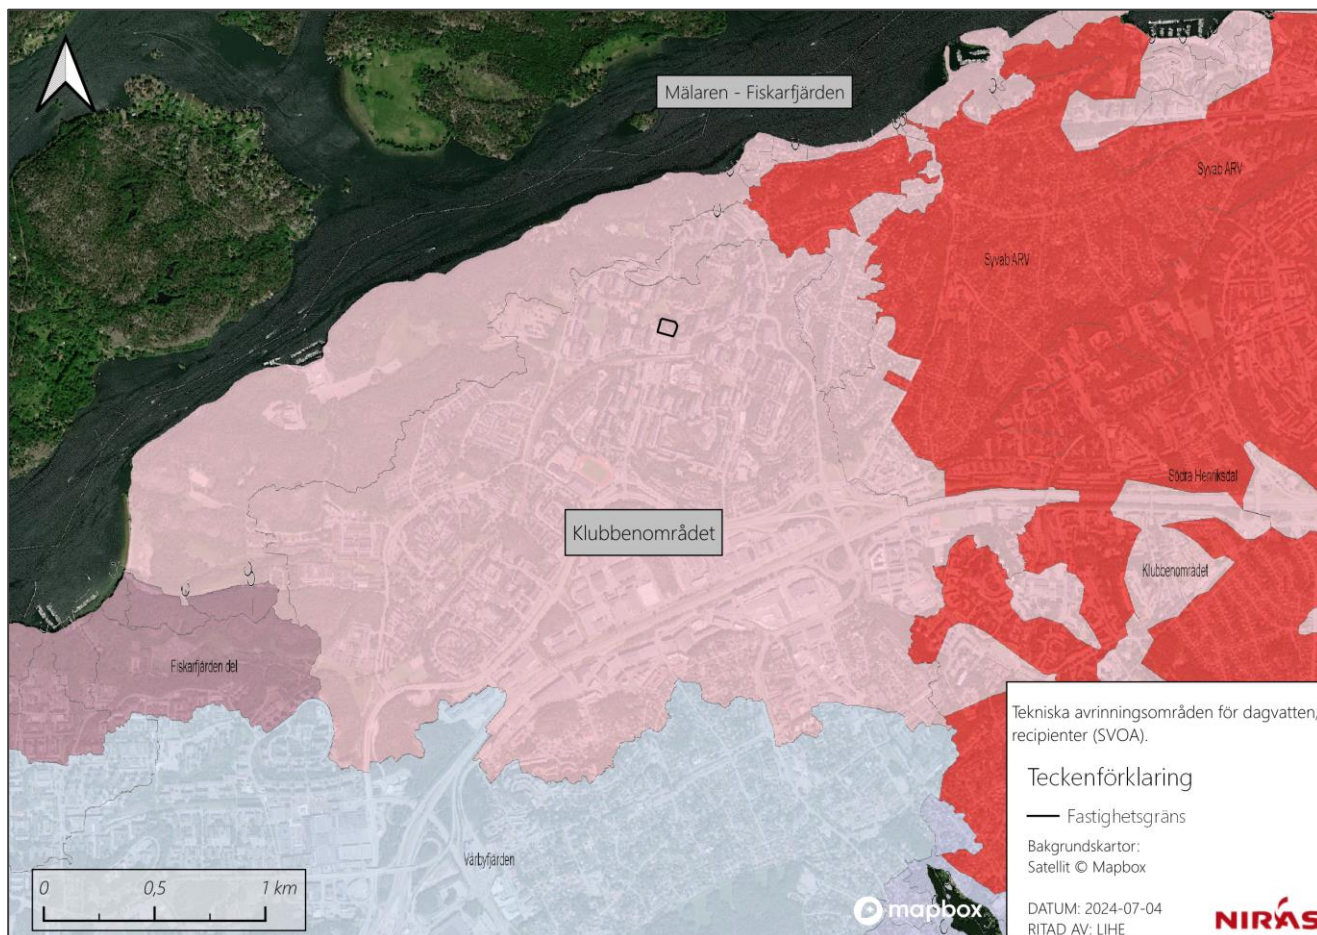 Mälaren - Fiskarfjärden
Syvab ARV
Syvab ARV
Södra Henriksdal
Klubbenområdet
Klubbenområdet
Fiskarfjärden del
Vårbyfjärden
0 0,5 1 km
mapbox
Tekniska avrinningsområden för dagvatten,
recipienter (SVOA).
Teckenförklaring
Fastighetsgräns
Bakgrundskartor:
Satellit © Mapbox
DATUM: 2024-07-04
RITAD AV: LIHE
NIRAS